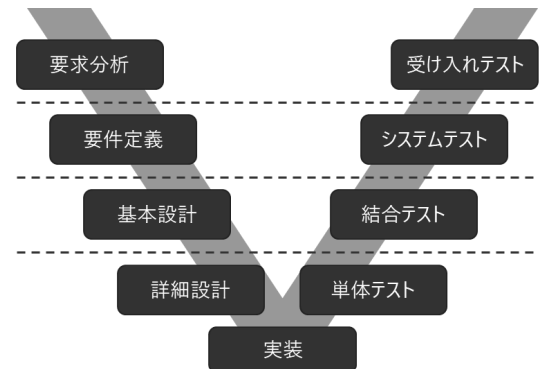 要求分析
受け入れテスト
要件定義
システムテスト
基本設計
結合テスト
詳細設計
単体テスト
実装